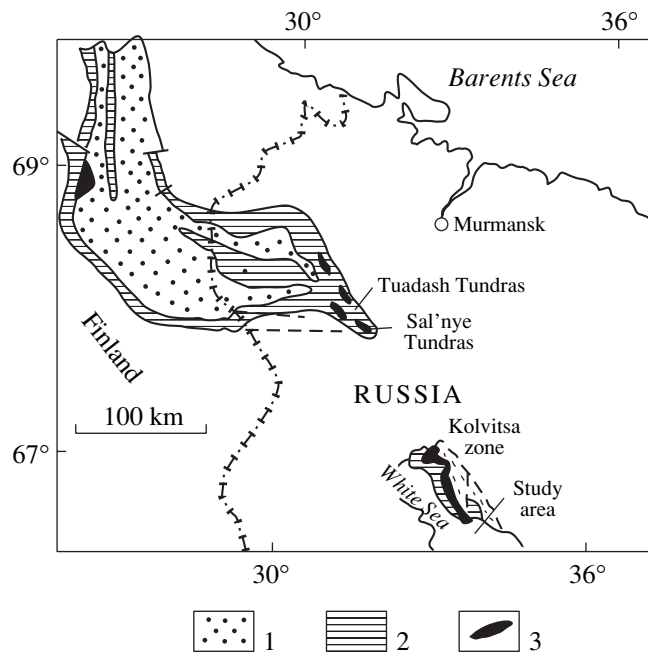 30°
36°
Barents Sea
69°
Murmansk
Tuadash Tundras
Sal'nye
Tundras
Finland
RUSSIA
100 km
Kolvitsa
zone
67°
White Sea
Study
area
30°
36°
1
2
3